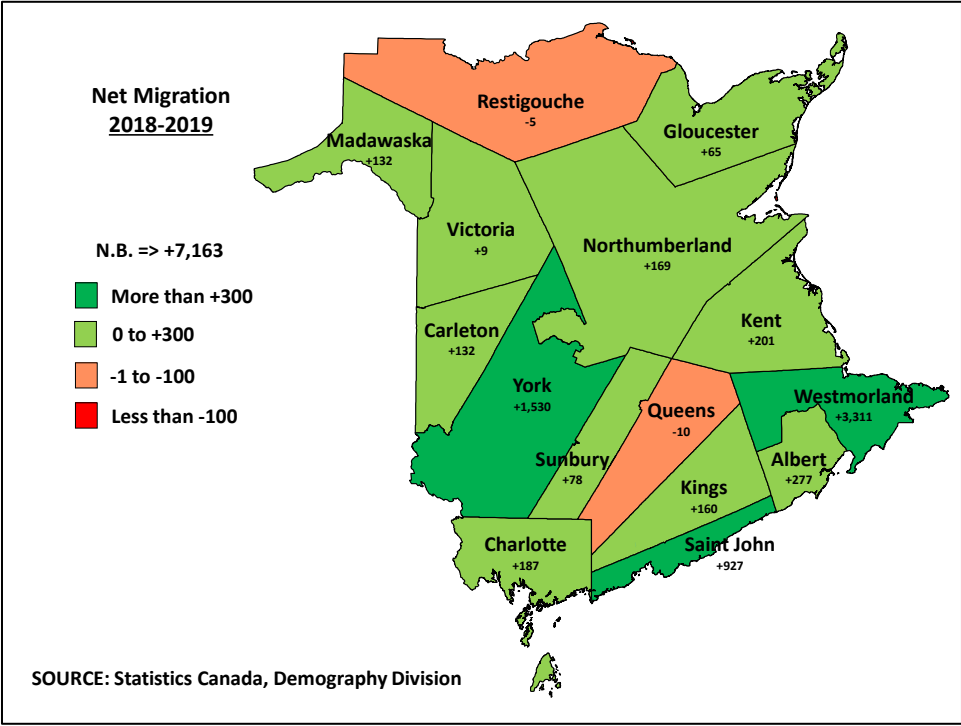 Net Migration
2018-2019
N.B. => +7,163
More than +300
0 to +300
-1 to -100
Less than -100
Restigouche
-5
Gloucester
+65
Madawaska
+132
Victoria
+9
Northumberland
+169
Carleton
+132
Kent
+201
York
+1,530
Queens
-10
Westmorland
+3,311
Sunbury
+78
Albert
+277
Kings
+160
Charlotte
+187
Saint John
+927
SOURCE: Statistics Canada, Demography Division